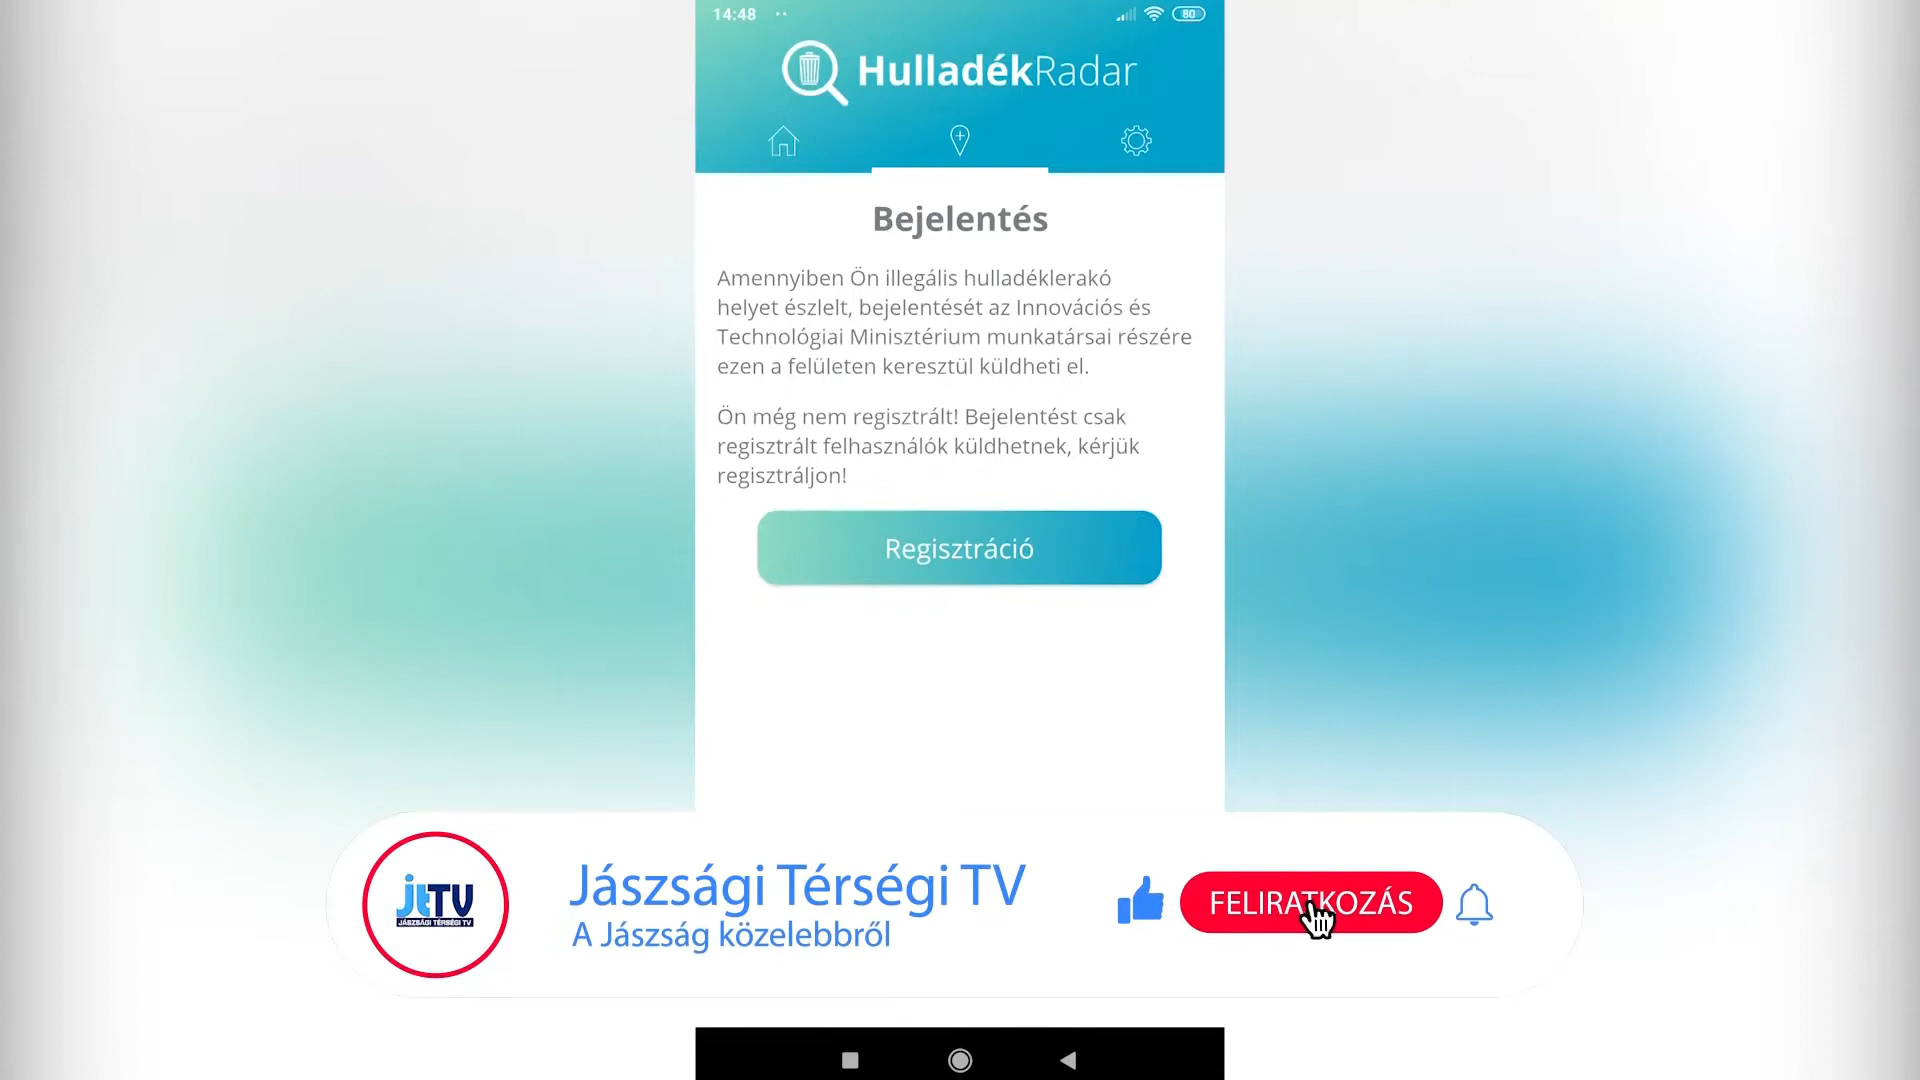 14:48
80
HulladékRadar
Bejelentés
Amennyiben Ön illegális hulladéklerakó
helyet észlelt, bejelentését az Innovációs és
Technológiai Minisztérium munkatársai részére
ezen a felületen keresztül küldheti el.
Ön még nem regisztrált! Bejelentést csak
regisztrált felhasználók küldhetnek, kérjük
regisztráljon!
Regisztráció
jtTV
JÁSZSÁGI TÉRSÉGI TV
Jászsági Térségi TV
A Jászság közelebbről
FELIRATKOZÁS